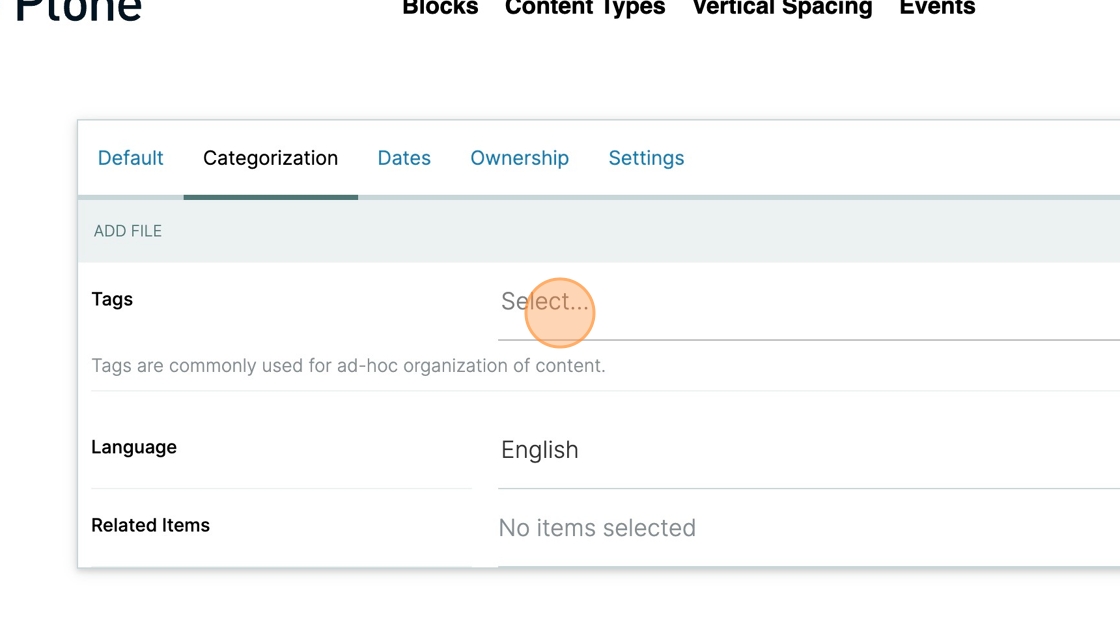 Plone
Blocks Content Types Vertical Spacing Events
Default Categorization Dates Ownership Settings
ADD FILE
Tags Select...
Tags are commonly used for ad-hoc organization of content.
Language English
Related Items No items selected